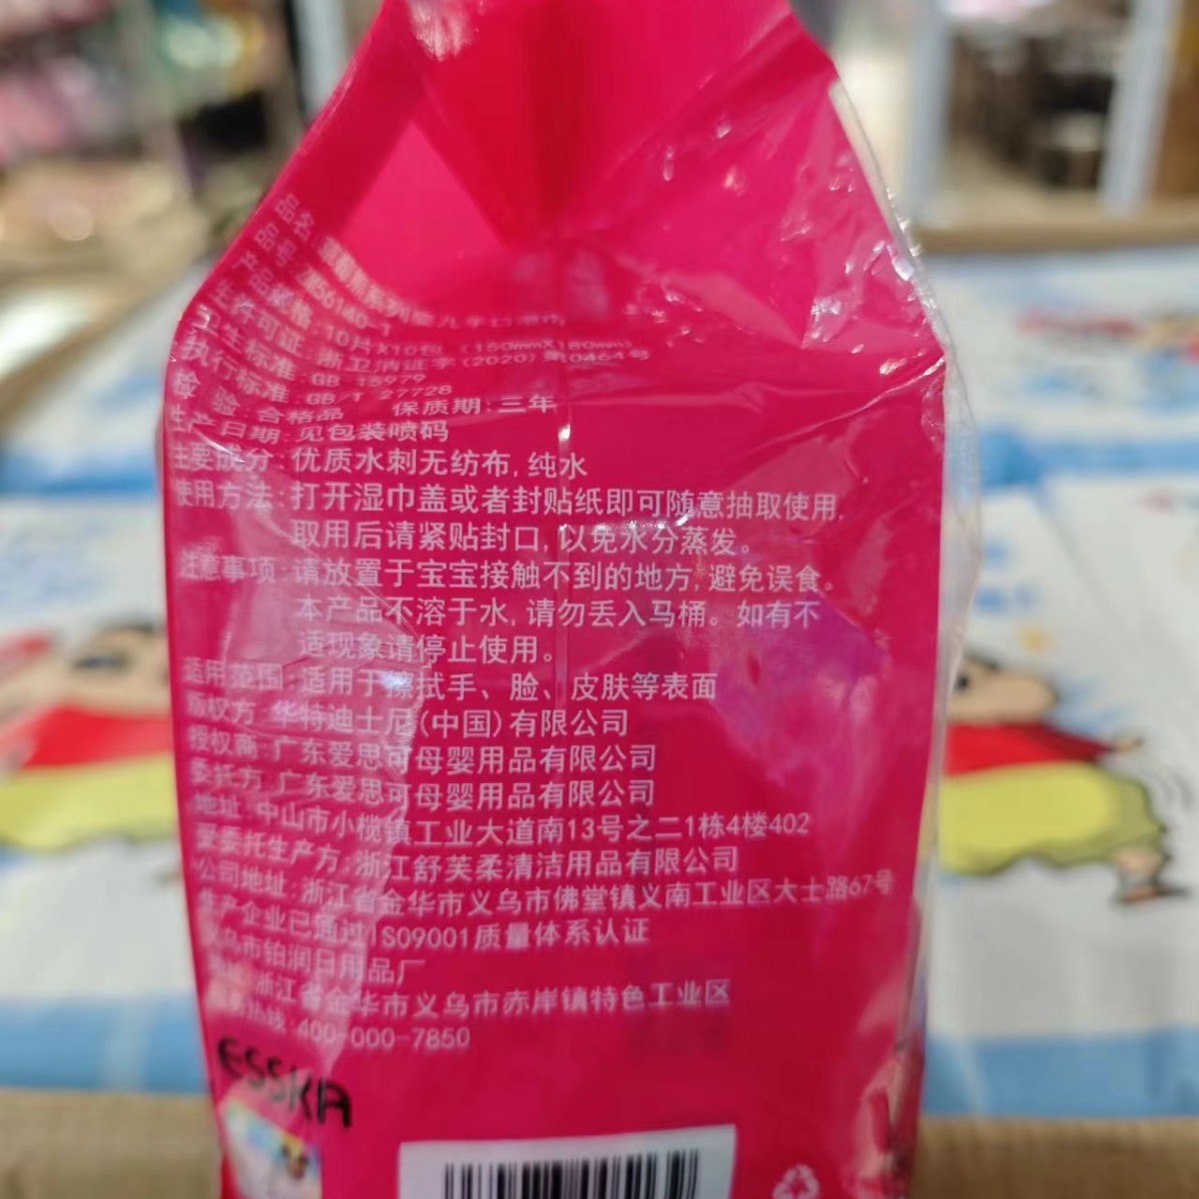 品名:
品号:
产品规格:10片X10包 (150mmX180mm)
生许可证:浙卫消证字(2020)第0464号
卫生标准:GB 15979
执行标准:GB/T 27728
检 验:合格品 保质期:三年
生产日期:见包装喷码
主要成分:优质水刺无纺布,纯水
使用方法:打开湿巾盖或者封贴纸即可随意抽取使用,
取用后请紧贴封口,以免水分蒸发。
注意事项:请放置于宝宝接触不到的地方,避免误食。
本产品不溶于水,请勿丢入马桶。如有不
适现象请停止使用。
适用范围:适用于擦拭手、脸、皮肤等表面
版权方:华特迪士尼(中国)有限公司
授权商:广东爱思可母婴用品有限公司
委托方:广东爱思可母婴用品有限公司
地址:中山市小榄镇工业大道南13号之二1栋4楼402
受委托生产方:浙江舒芙柔清洁用品有限公司
公司地址:浙江省金华市义乌市佛堂镇义南工业区大士路67号
生产企业已通过ISO9001质量体系认证
义乌市铂润日用品厂
浙江省金华市义乌市赤岸镇特色工业区
热线:400-000-7850
ESSKA